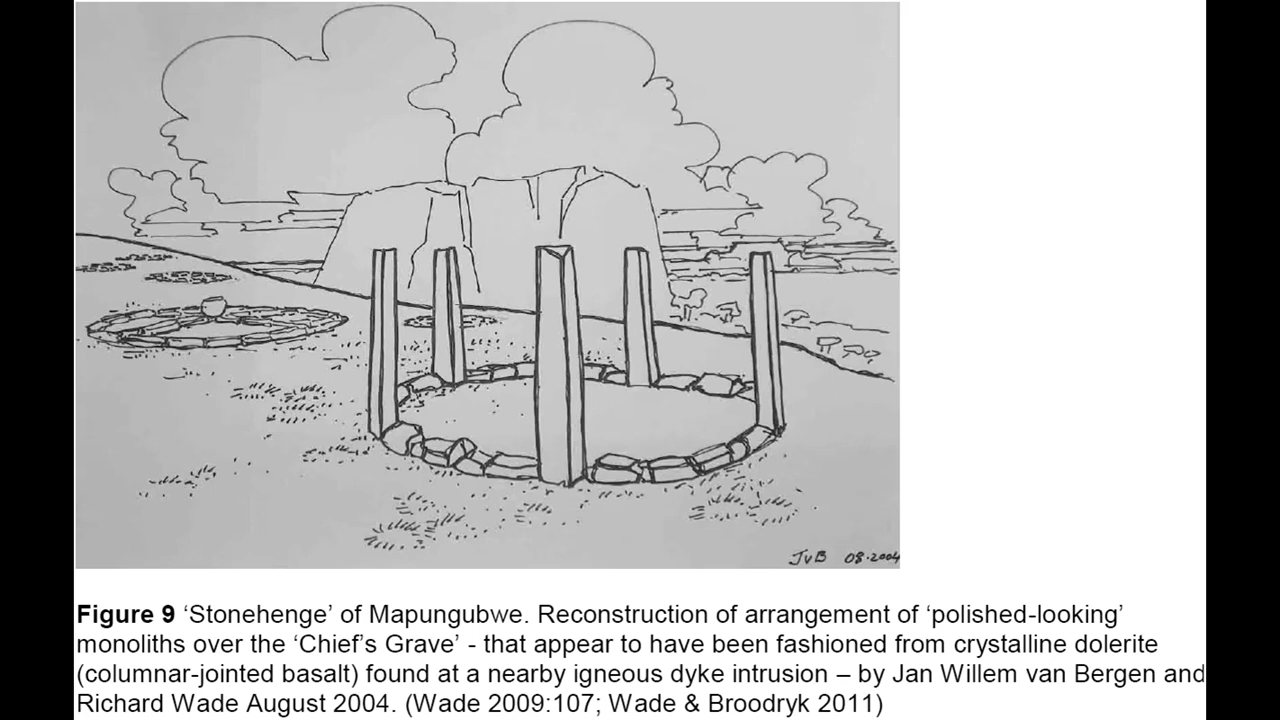 JvB 08·2004
Figure 9 ‘Stonehenge’ of Mapungubwe. Reconstruction of arrangement of ‘polished-looking’
monoliths over the ‘Chief’s Grave’ - that appear to have been fashioned from crystalline dolerite
(columnar-jointed basalt) found at a nearby igneous dyke intrusion – by Jan Willem van Bergen and
Richard Wade August 2004. (Wade 2009:107; Wade & Broodryk 2011)